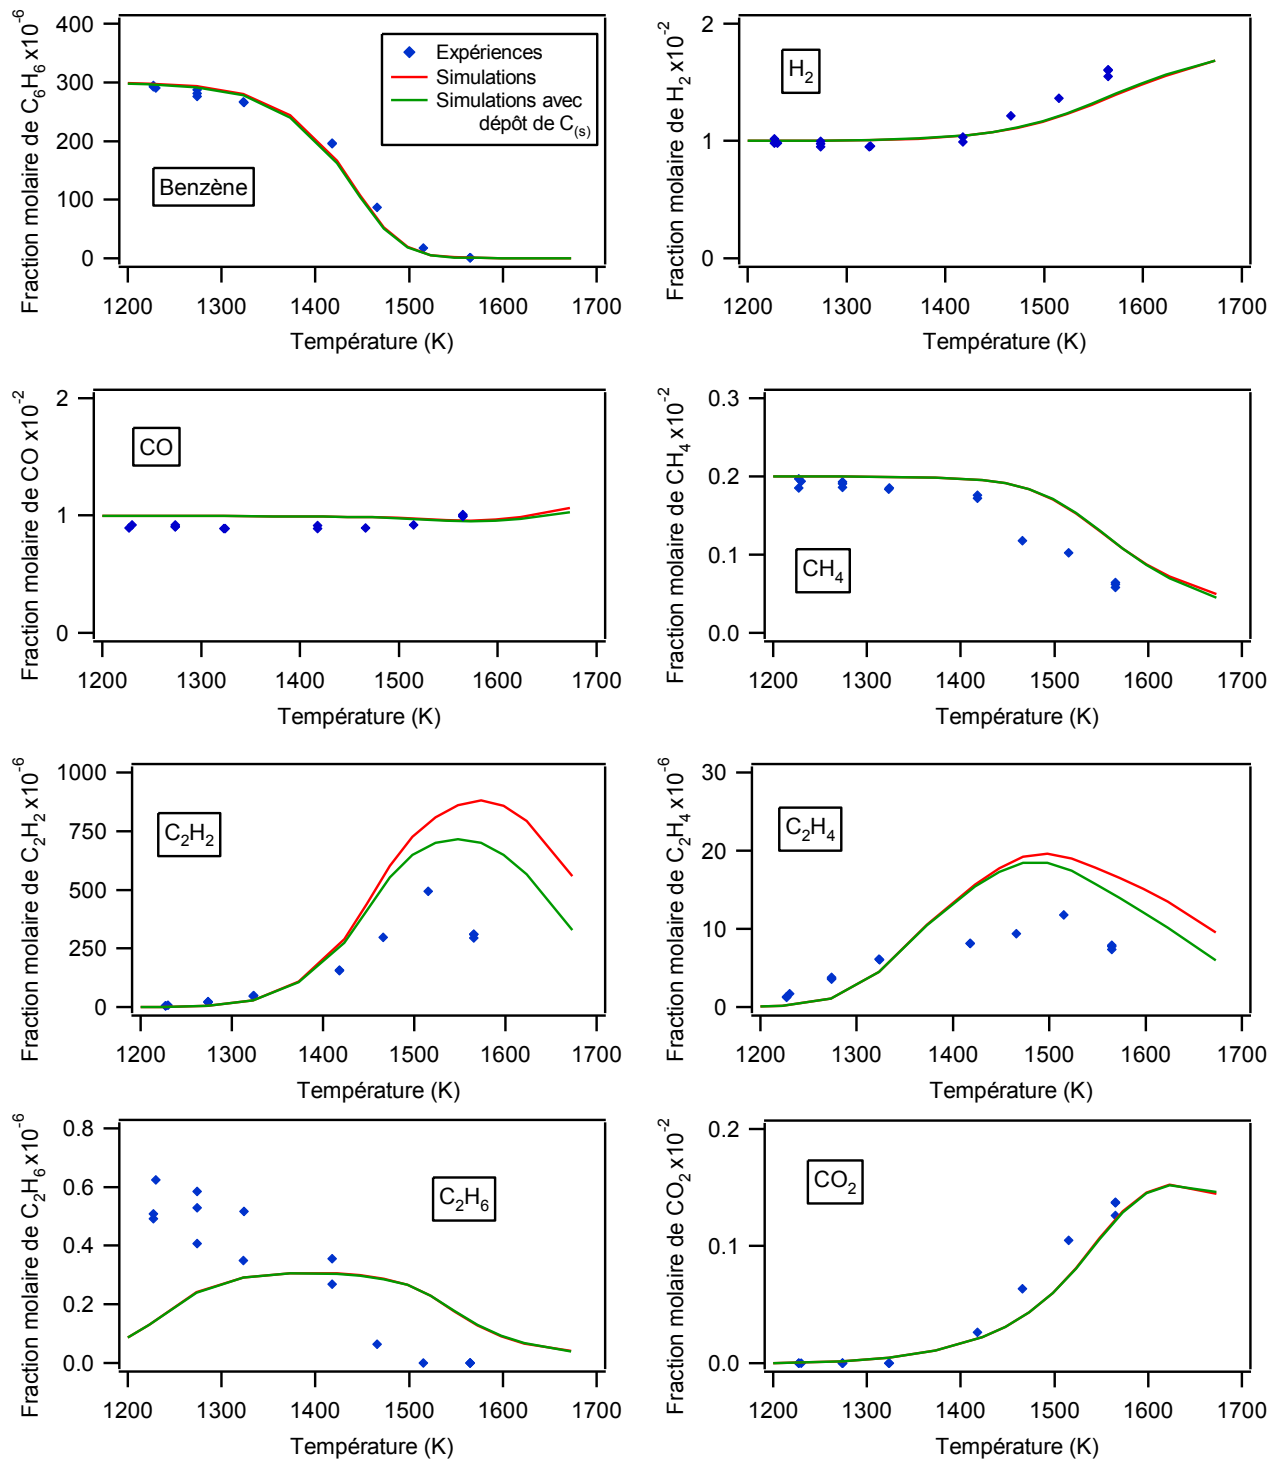 Fraction molaire de C6H6 x10-6
400
300
200
100
0
Expériences
Simulations
Simulations avec
dépôt de C(s)
Benzène
1200 1300 1400 1500 1600 1700
Température (K)
Fraction molaire de H2 x10-2
2
1
0
H2
1200 1300 1400 1500 1600 1700
Température (K)
Fraction molaire de CO x10-2
2
1
0
CO
1200 1300 1400 1500 1600 1700
Température (K)
Fraction molaire de CH4 x10-2
0.3
0.2
0.1
0.0
CH4
1200 1300 1400 1500 1600 1700
Température (K)
Fraction molaire de C2H2 x10-6
1000
750
500
250
0
C2H2
1200 1300 1400 1500 1600 1700
Température (K)
Fraction molaire de C2H4 x10-6
30
20
10
0
C2H4
1200 1300 1400 1500 1600 1700
Température (K)
Fraction molaire de C2H6 x10-6
0.8
0.6
0.4
0.2
0.0
C2H6
1200 1300 1400 1500 1600 1700
Température (K)
Fraction molaire de CO2 x10-2
0.2
0.1
0.0
CO2
1200 1300 1400 1500 1600 1700
Température (K)